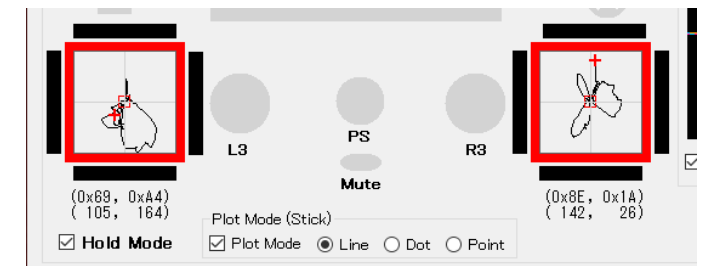 L3
PS
R3
Mute
(0x69, 0xA4)
( 105,  164)
(0x8E, 0x1A)
( 142,   26)
Plot Mode (Stick)
Hold Mode
Plot Mode
Line
Dot
Point